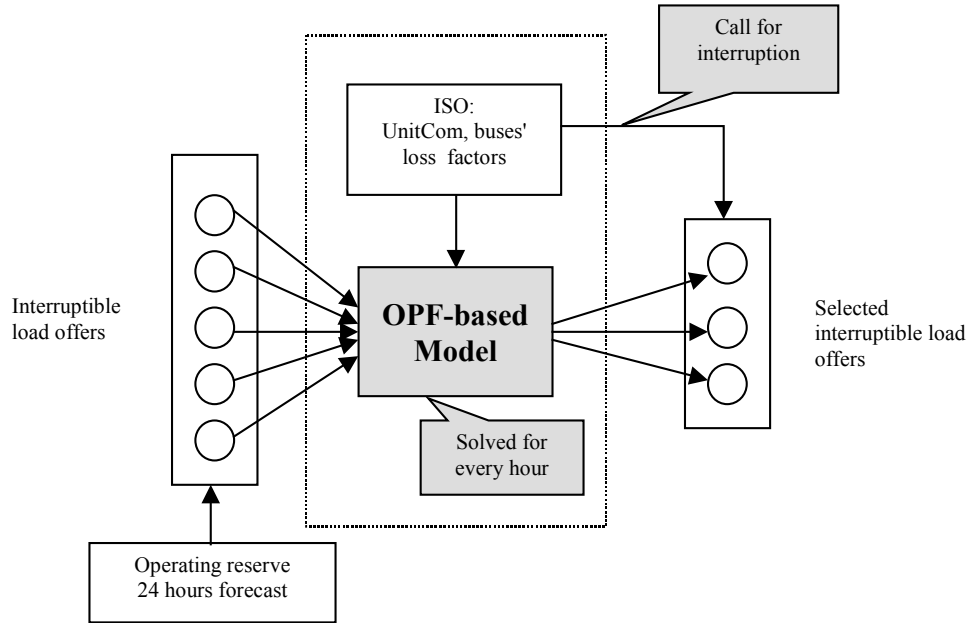 Call for
interruption
ISO:
UnitCom, buses'
loss factors
Interruptible
load offers
OPF-based
Model
Selected
interruptible load
offers
Solved for
every hour
Operating reserve
24 hours forecast